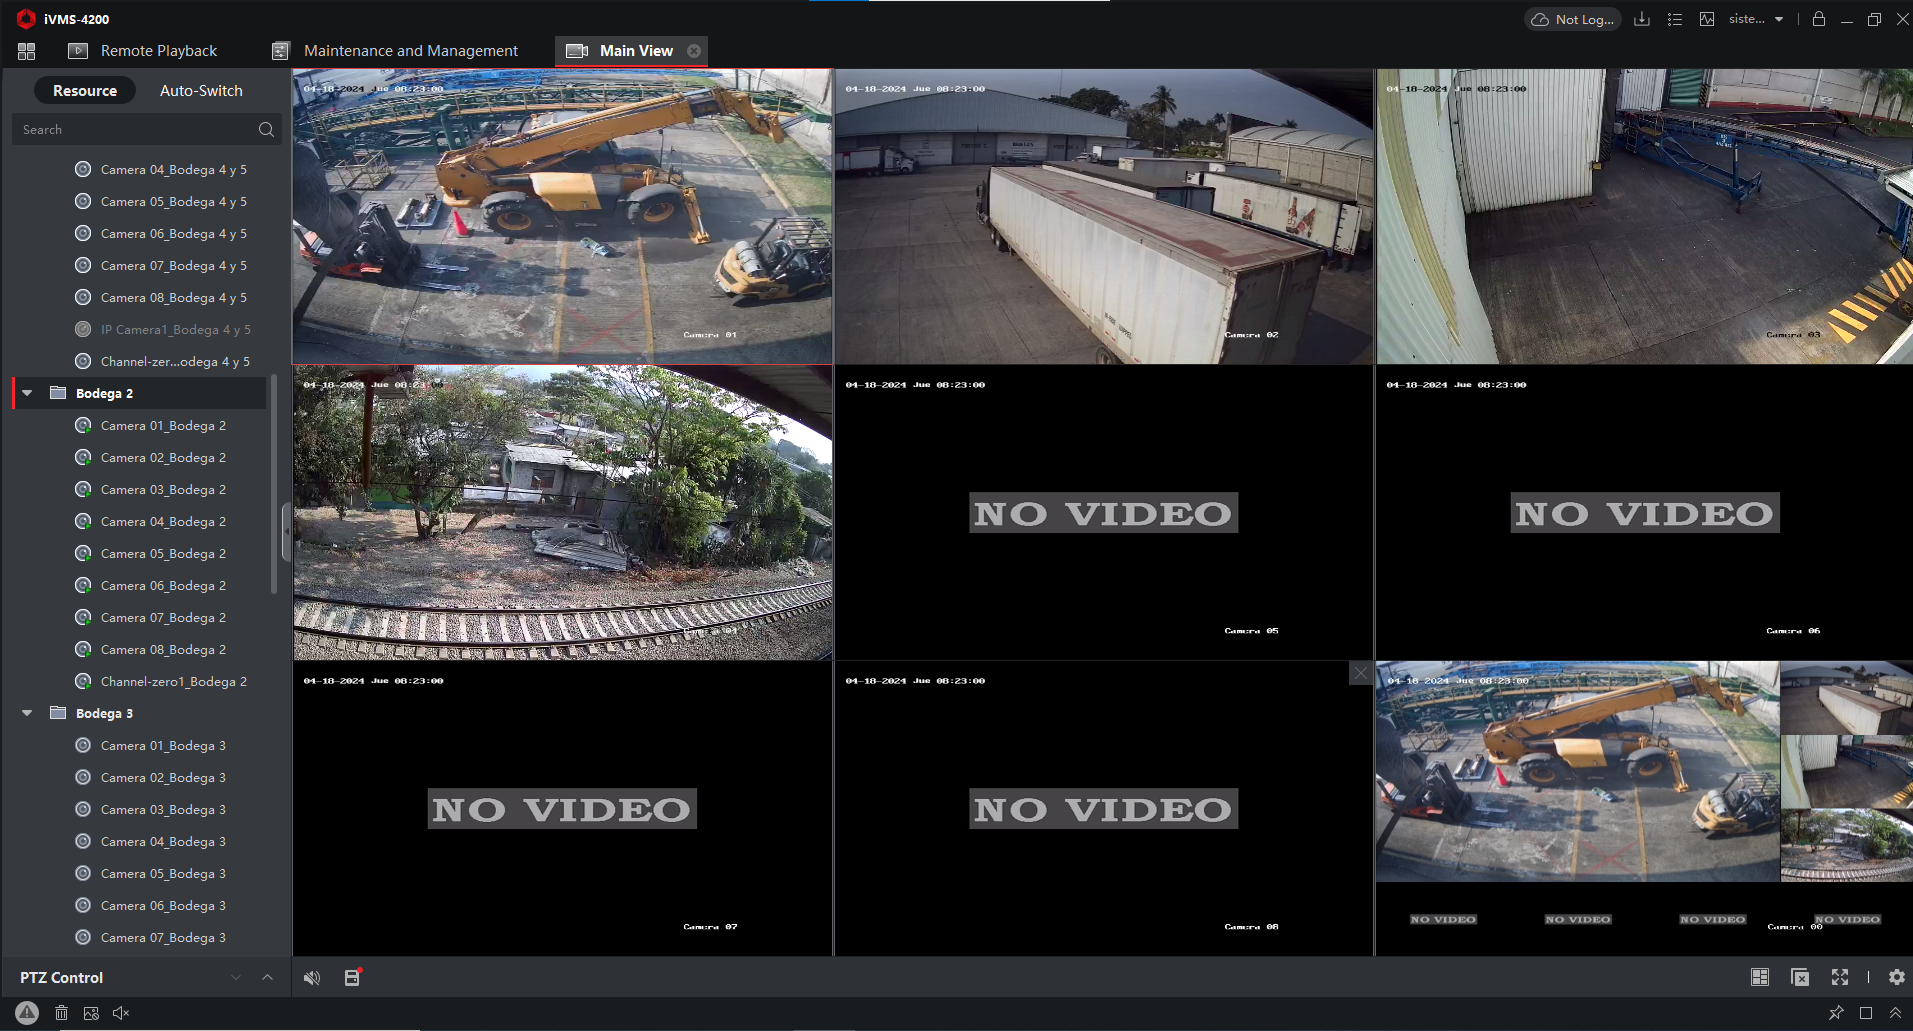 iVMS-4200
Not Log...
siste...
Remote Playback
Maintenance and Management
Main View
Resource
Auto-Switch
Search
Camera 04_Bodega 4 y 5
Camera 05_Bodega 4 y 5
Camera 06_Bodega 4 y 5
Camera 07_Bodega 4 y 5
Camera 08_Bodega 4 y 5
IP Camera1_Bodega 4 y 5
Channel-zer...odega 4 y 5
Bodega 2
Camera 01_Bodega 2
Camera 02_Bodega 2
Camera 03_Bodega 2
Camera 04_Bodega 2
Camera 05_Bodega 2
Camera 06_Bodega 2
Camera 07_Bodega 2
Camera 08_Bodega 2
Channel-zero1_Bodega 2
Bodega 3
Camera 01_Bodega 3
Camera 02_Bodega 3
Camera 03_Bodega 3
Camera 04_Bodega 3
Camera 05_Bodega 3
Camera 06_Bodega 3
Camera 07_Bodega 3
PTZ Control
04-18-2024 Jue 08:23:00
Camera 01
04-18-2024 Jue 08:23:00
Camera 02
04-18-2024 Jue 08:23:00
Camera 03
04-18-2024 Jue 08:23:00
Camera 04
04-18-2024 Jue 08:23:00
NO VIDEO
Camera 05
04-18-2024 Jue 08:23:00
NO VIDEO
Camera 06
04-18-2024 Jue 08:23:00
NO VIDEO
Camera 07
04-18-2024 Jue 08:23:00
NO VIDEO
Camera 08
04-18-2024 Jue 08:23:00
NO VIDEO
NO VIDEO
NO VIDEO
NO VIDEO
Camera 00